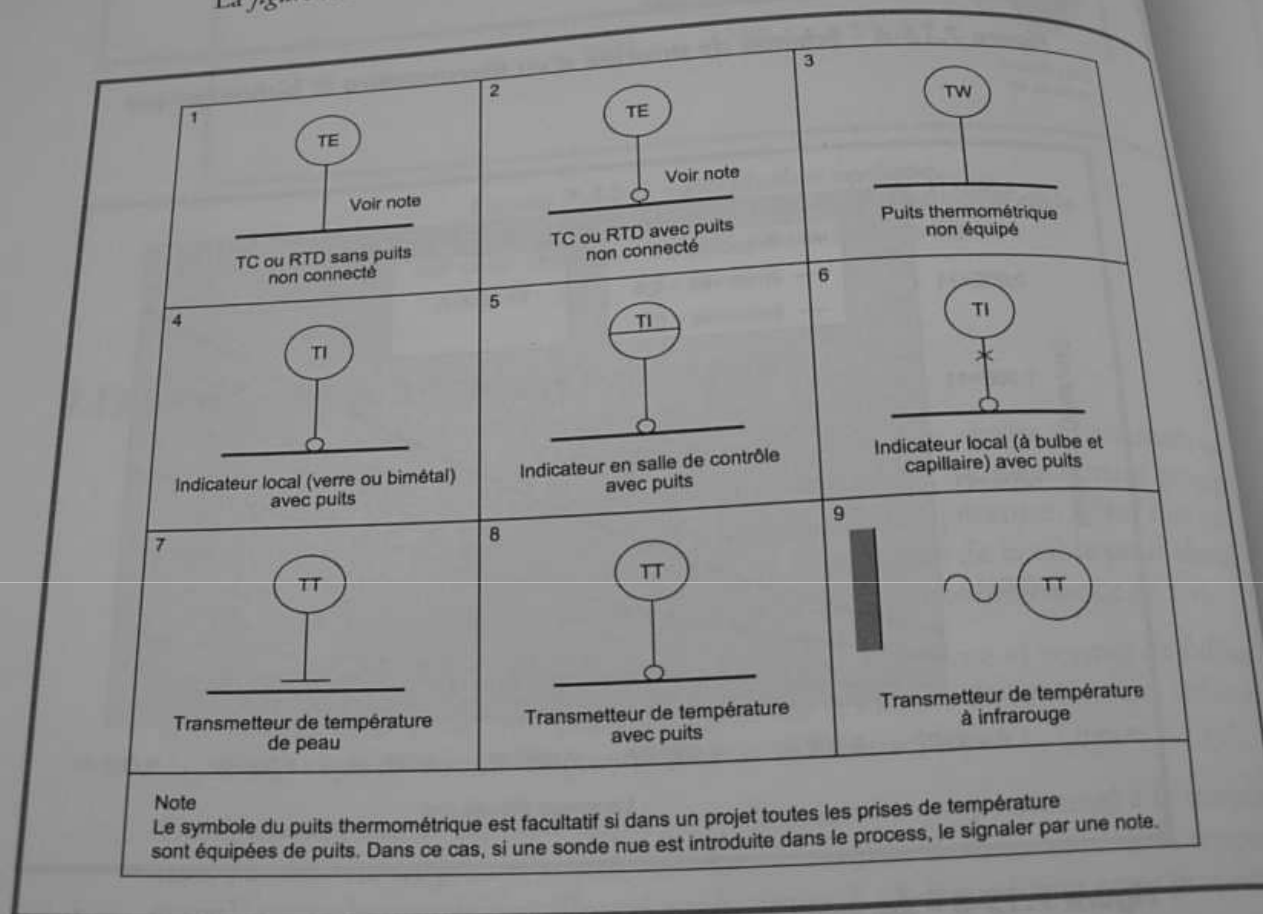 La
1
TE
Voir note
TC ou RTD sans puits
non connecté
2
TE
Voir note
TC ou RTD avec puits
non connecté
3
TW
Puits thermométrique
non équipé
4
TI
Indicateur local (verre ou bimétal)
avec puits
5
TI
Indicateur en salle de contrôle
avec puits
6
TI
Indicateur local (à bulbe et
capillaire) avec puits
7
TT
Transmetteur de température
de peau
8
TT
Transmetteur de température
avec puits
9
TT
Transmetteur de température
à infrarouge
Note
Le symbole du puits thermométrique est facultatif si dans un projet toutes les prises de température
sont équipées de puits. Dans ce cas, si une sonde nue est introduite dans le process, le signaler par une note.